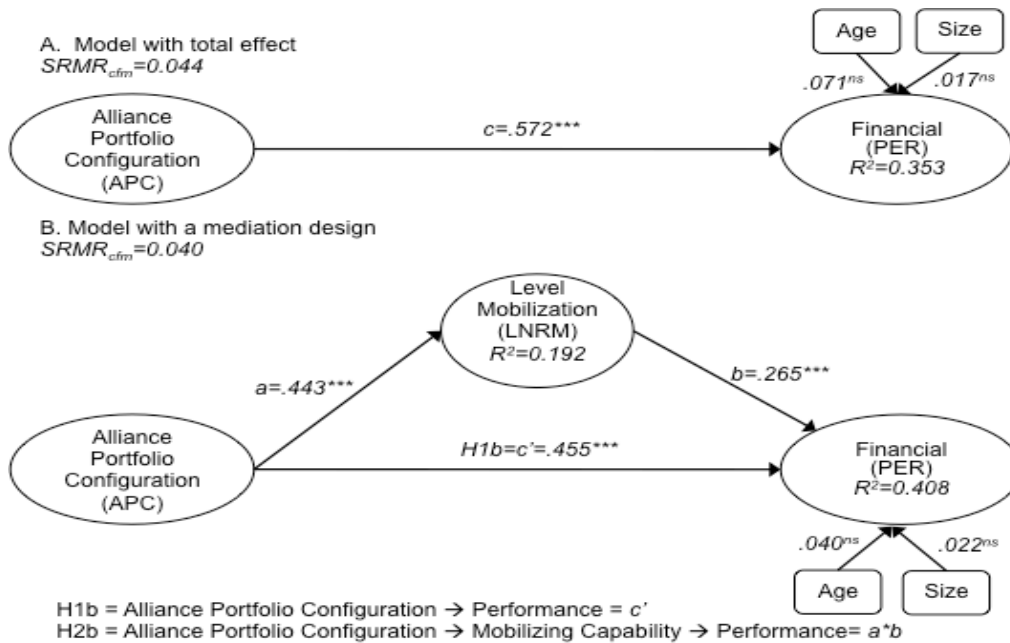 A. Model with total effect
SRMR_cfm=0.044
Age
Size
.071ns
.017ns
Alliance
Portfolio
Configuration
(APC)
c=.572***
Financial
(PER)
R²=0.353
B. Model with a mediation design
SRMR_cfm=0.040
Level
Mobilization
(LNRM)
R²=0.192
a=.443***
b=.265***
Alliance
Portfolio
Configuration
(APC)
H1b=c'=.455***
Financial
(PER)
R²=0.408
.040ns
.022ns
Age
Size
H1b = Alliance Portfolio Configuration → Performance = c'
H2b = Alliance Portfolio Configuration → Mobilizing Capability → Performance= a*b